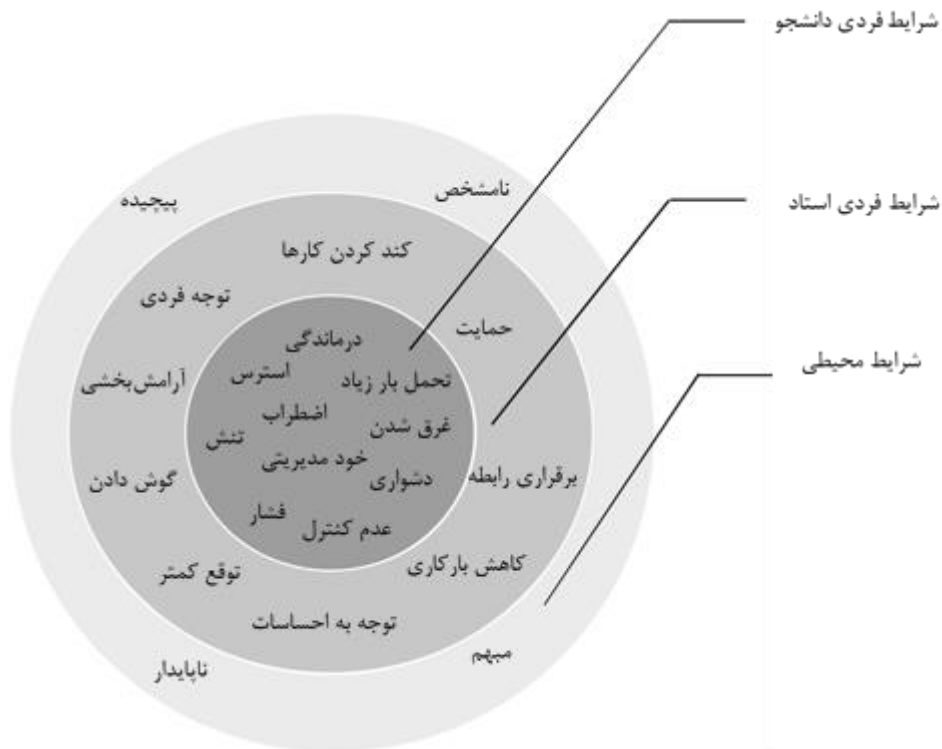 شرایط فردی دانشجو
شرایط فردی استاد
شرایط محیطی
نامشخص
پیچیده
کند کردن کارها
توجه فردی
حمایت
درماندگی
استرس
تحمل بار زیاد
آرامش‌بخشی
اضطراب
غرق شدن
تنش
خود مدیریتی
دشواری
برقراری رابطه
گوش دادن
فشار
عدم کنترل
کاهش بارکاری
توقع کمتر
توجه به احساسات
مبهم
ناپایدار